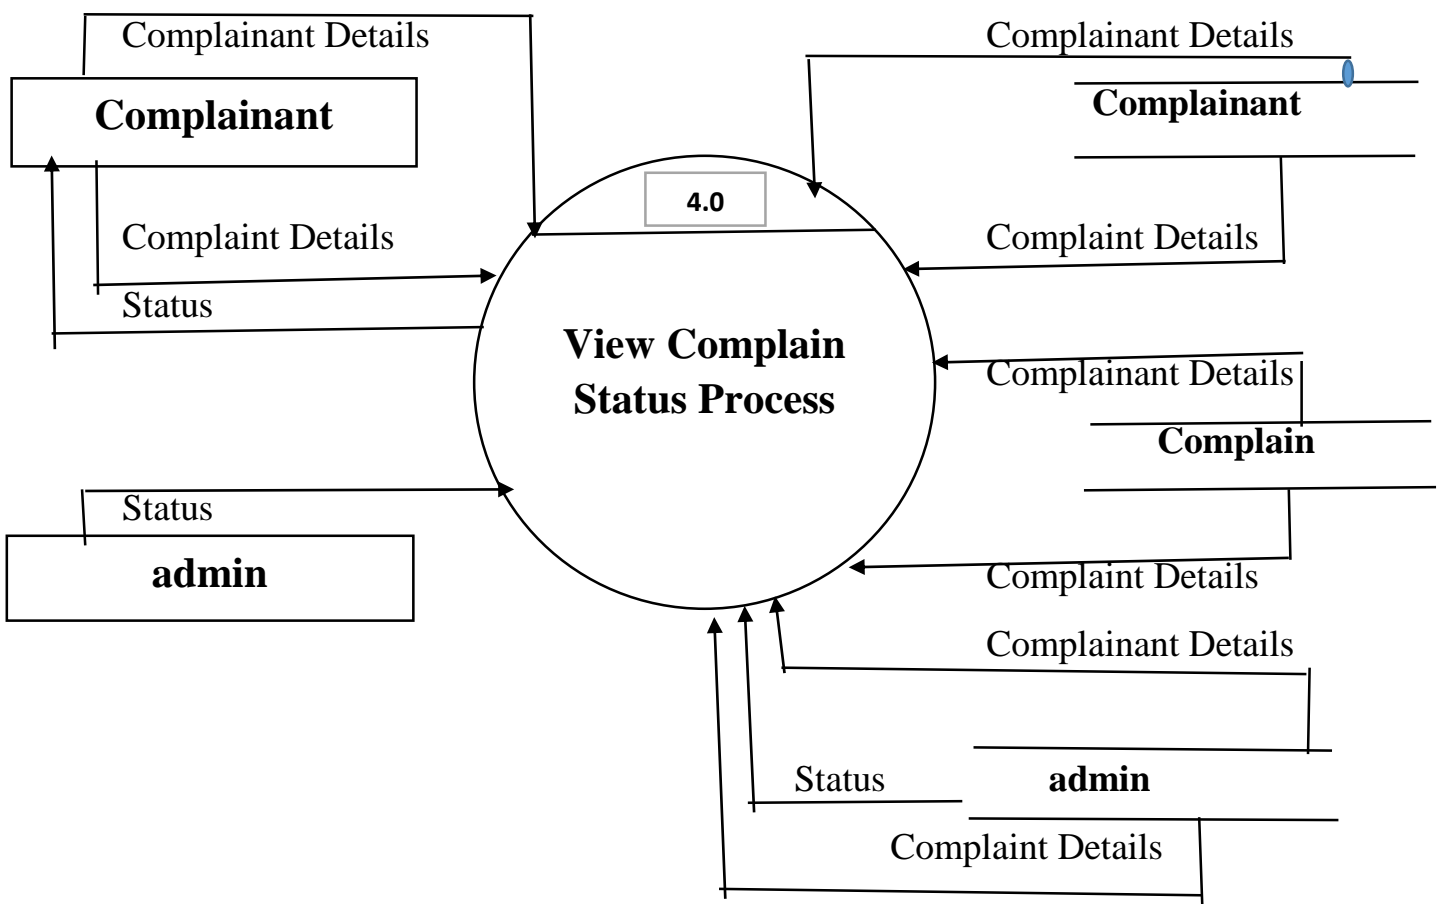 Complainant Details
Complainant Details
Complainant
Complainant
4.0
Complaint Details
Complaint Details
Status
View Complain
Status Process
Complainant Details
Complain
Status
admin
Complaint Details
Complainant Details
Status
admin
Complaint Details